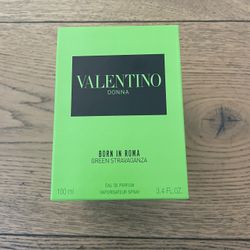 VALENTINO
DONNA
BORN IN ROMA
GREEN STRAVAGANZA
EAU DE PARFUM
VAPORISATEUR SPRAY
100 ml
3.4 FL.OZ.